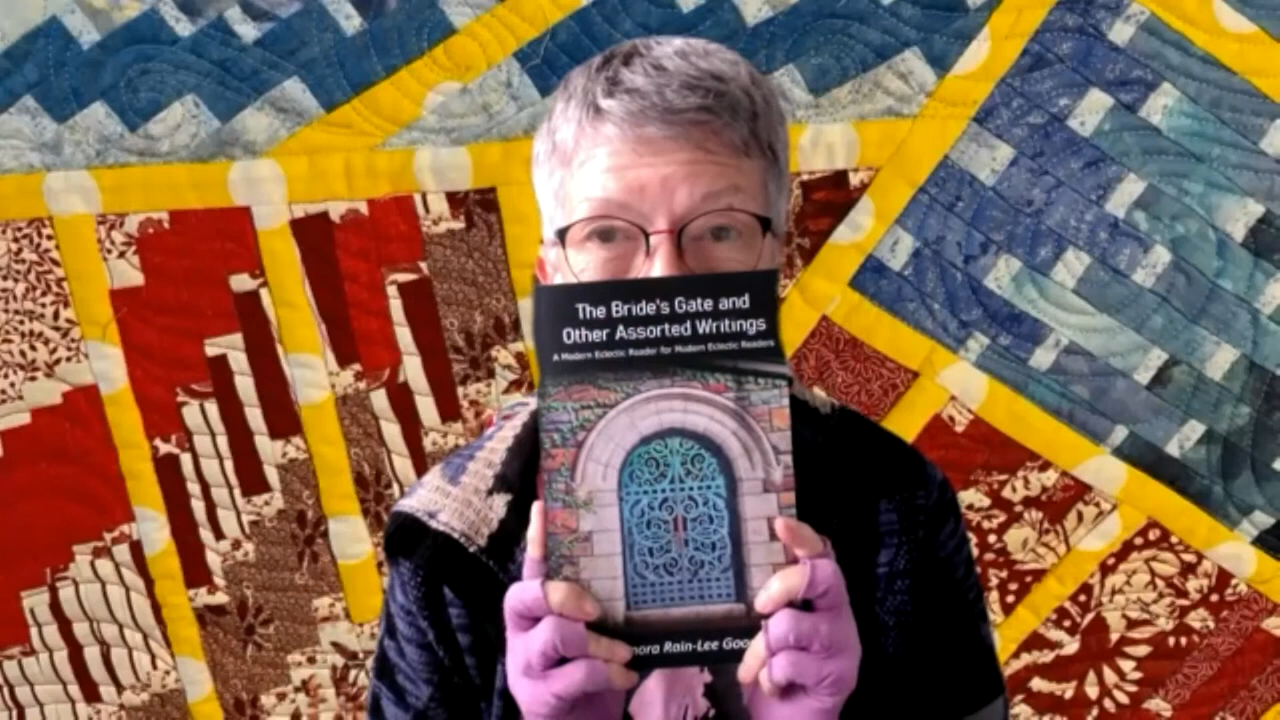 The Bride's Gate and
Other Assorted Writings
A Modern Eclectic Reader for Modern Eclectic Readers
Rain-Lee